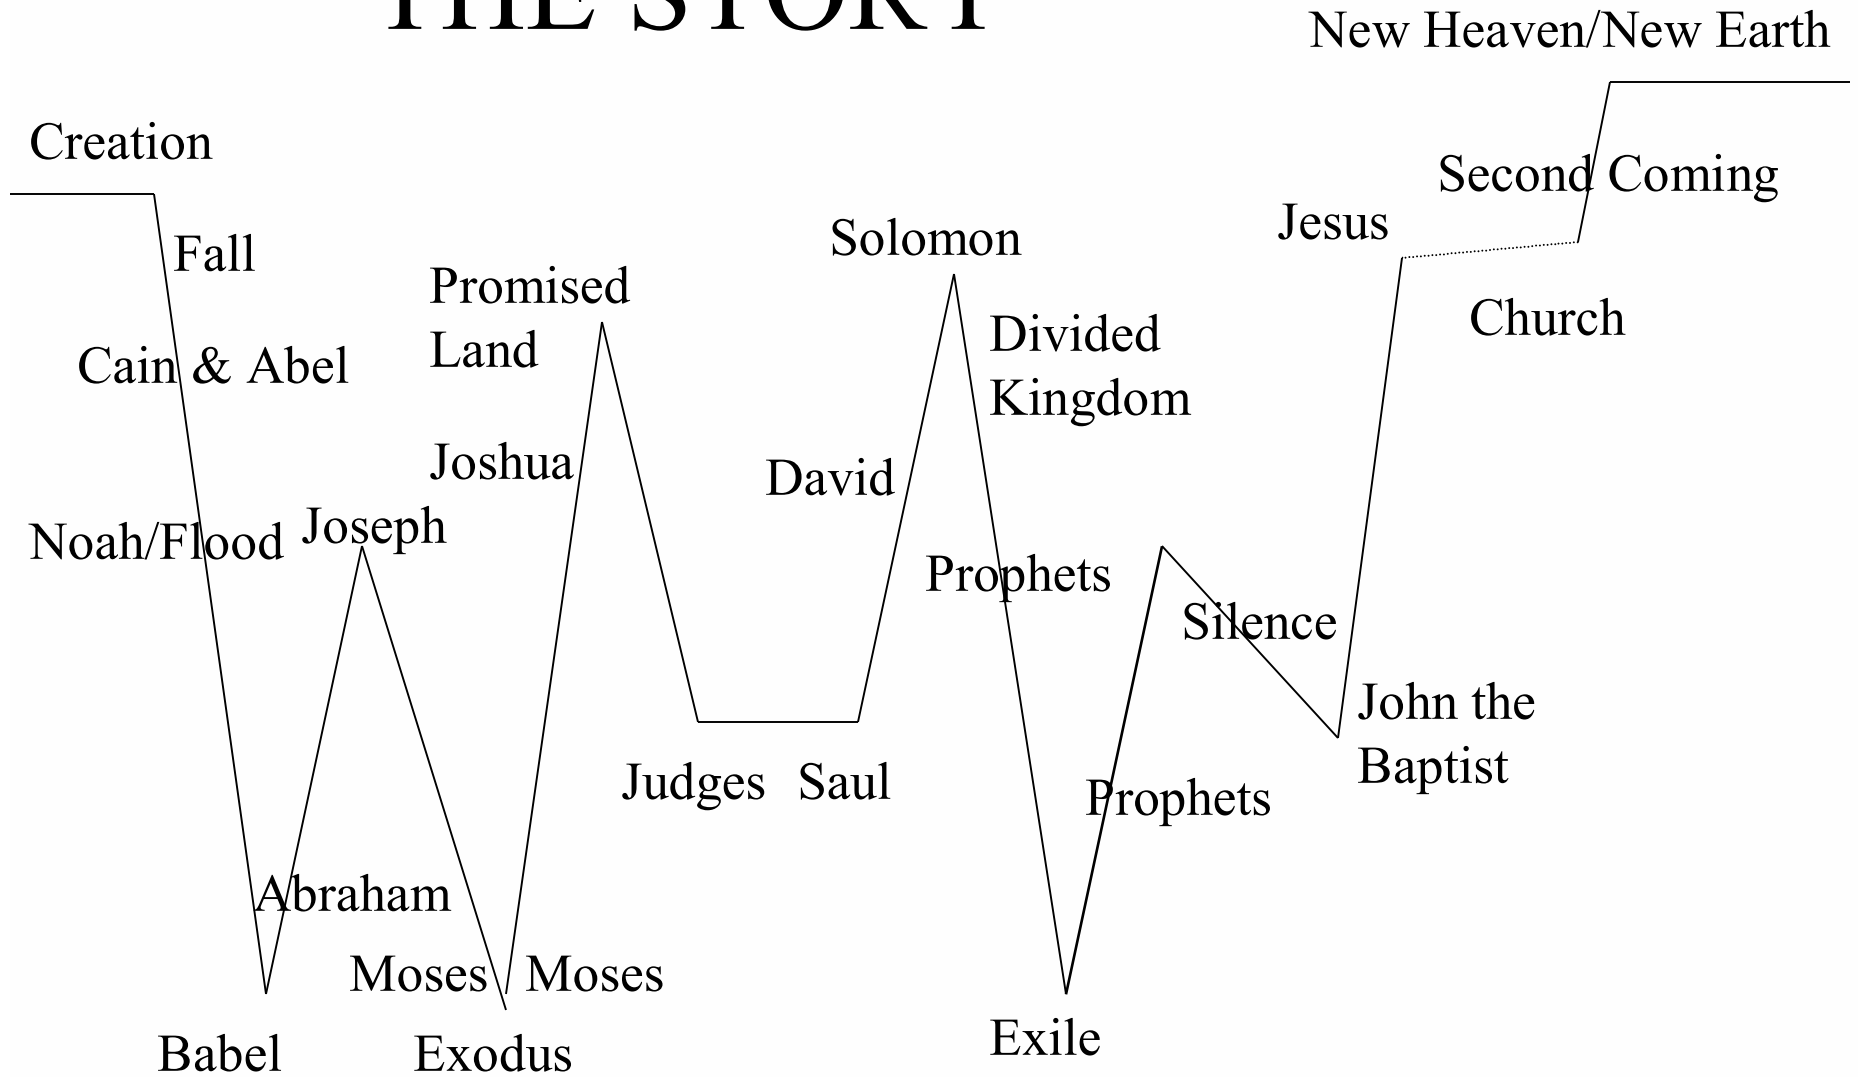 THE STORY
New Heaven/New Earth
Creation
Second Coming
Jesus
Solomon
Fall
Promised
Land
Divided
Kingdom
Church
Cain & Abel
Joshua
David
Joseph
Noah/Flood
Prophets
Silence
John the
Baptist
Judges
Saul
Prophets
Abraham
Moses
Moses
Exile
Babel
Exodus